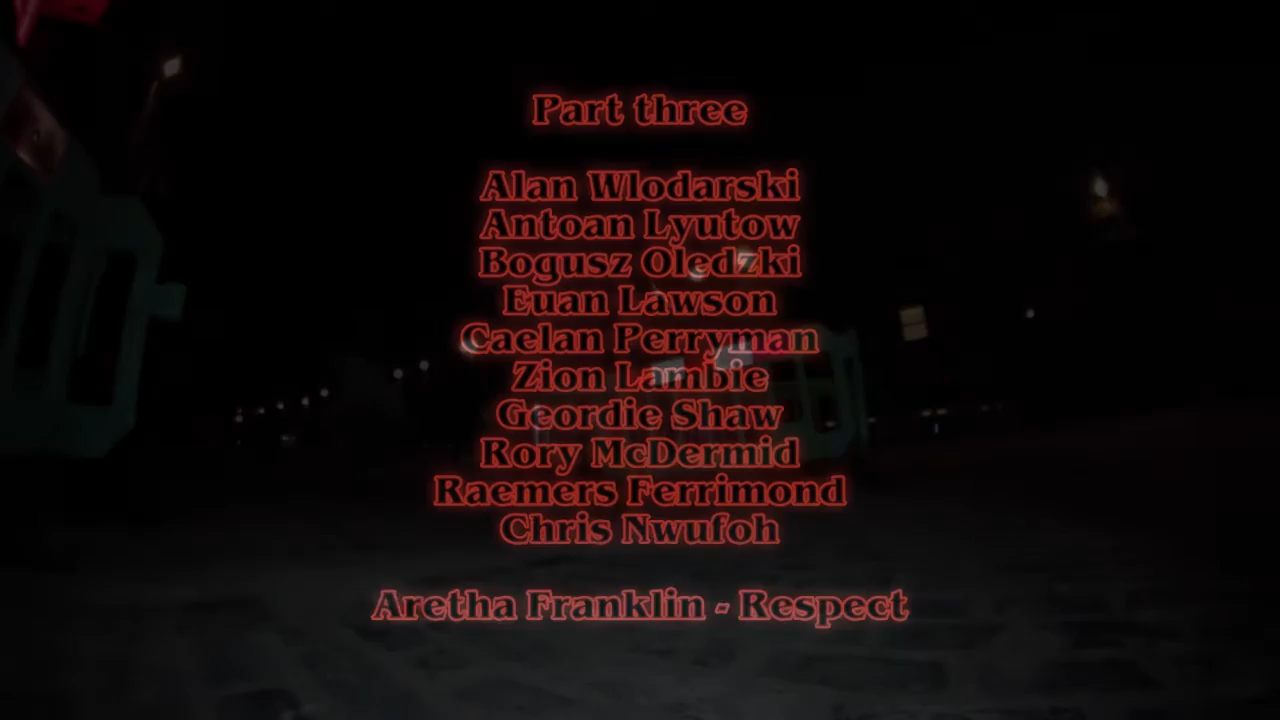 Part three
Alan Wlodarski
Antoan Lyutow
Bogusz Oledzki
Euan Lawson
Caelan Perryman
Zion Lambie
Geordie Shaw
Rory McDermid
Raemers Ferrimond
Chris Nwufoh
Aretha Franklin - Respect